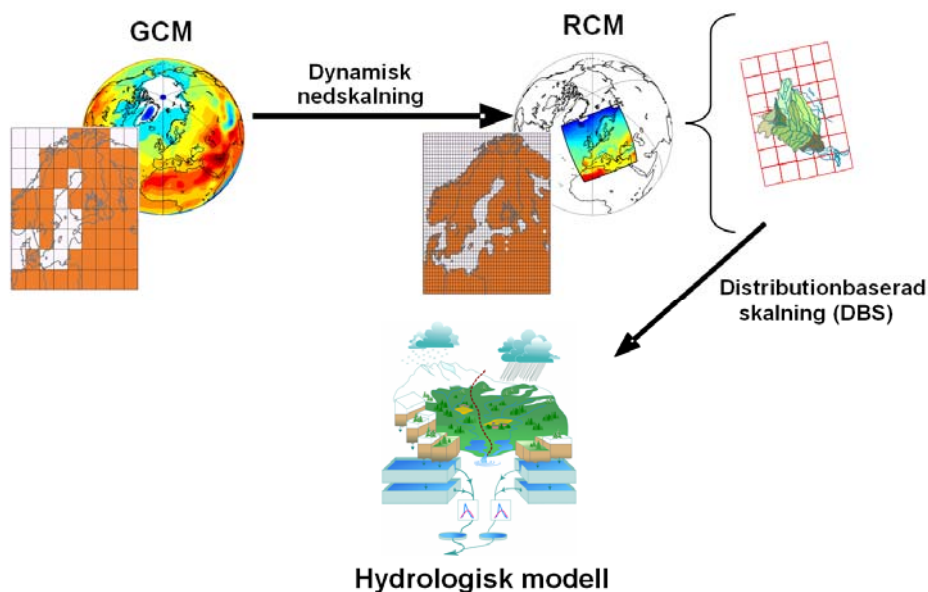 GCM
RCM
Dynamisk
nedskalning
Distributionbaserad
skalning (DBS)
Hydrologisk modell